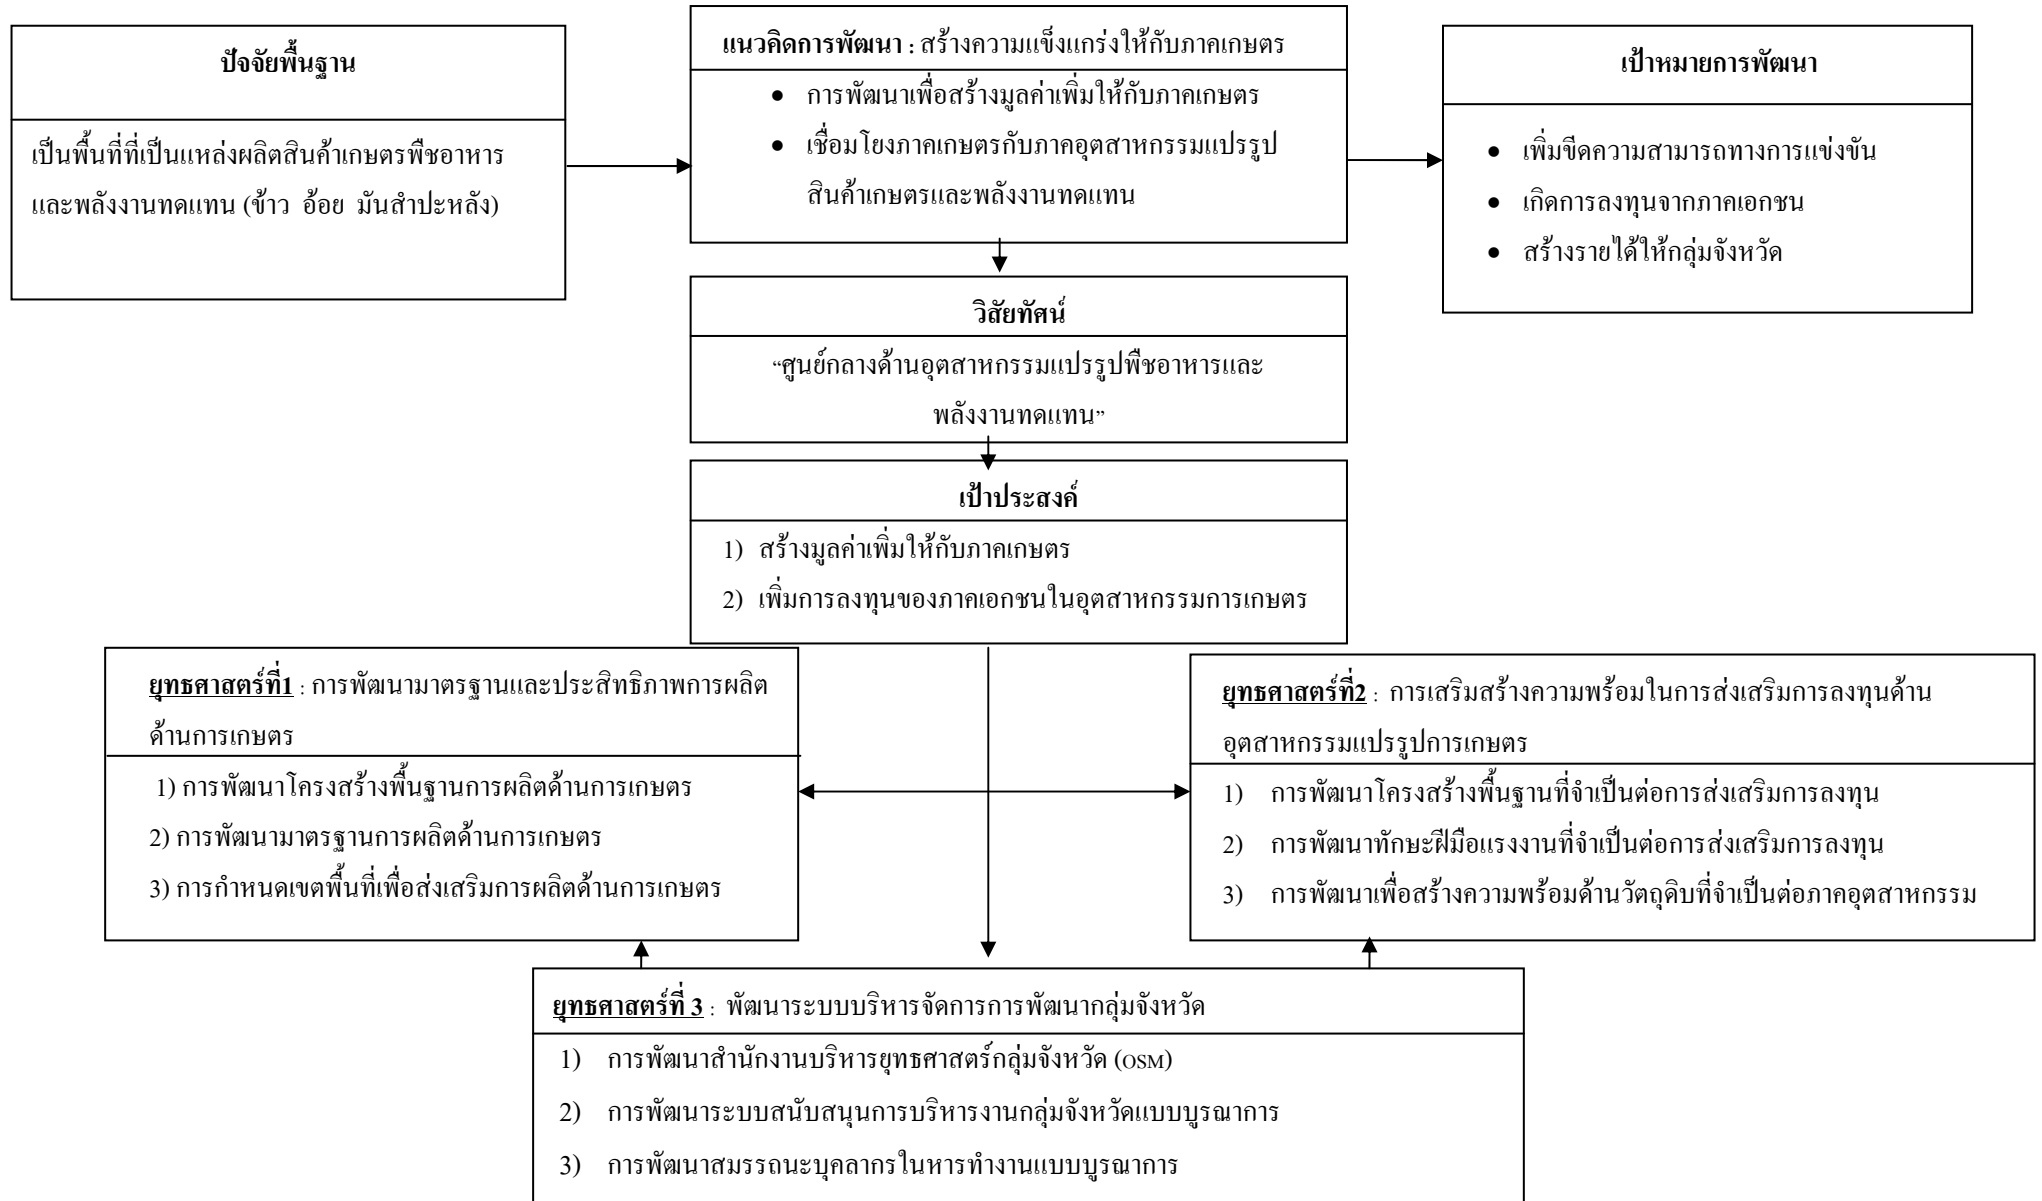 ปัจจัยพื้นฐาน
เป็นพื้นที่ที่เป็นแหล่งผลิตสินค้าเกษตรพืชอาหาร
และพลังงานทดแทน (ข้าว อ้อย มันสำปะหลัง)
แนวคิดการพัฒนา : สร้างความแข็งแกร่งให้กับภาคเกษตร
● การพัฒนาเพื่อสร้างมูลค่าเพิ่มให้กับภาคเกษตร
● เชื่อมโยงภาคเกษตรกับภาคอุตสาหกรรมแปรรูป
สินค้าเกษตรและพลังงานทดแทน
เป้าหมายการพัฒนา
● เพิ่มขีดความสามารถทางการแข่งขัน
● เกิดการลงทุนจากภาคเอกชน
● สร้างรายได้ให้กลุ่มจังหวัด
วิสัยทัศน์
“ศูนย์กลางด้านอุตสาหกรรมแปรรูปพืชอาหารและ
พลังงานทดแทน”
เป้าประสงค์
1) สร้างมูลค่าเพิ่มให้กับภาคเกษตร
2) เพิ่มการลงทุนของภาคเอกชนในอุตสาหกรรมการเกษตร
ยุทธศาสตร์ที่1 : การพัฒนามาตรฐานและประสิทธิภาพการผลิต
ด้านการเกษตร
1) การพัฒนาโครงสร้างพื้นฐานการผลิตด้านการเกษตร
2) การพัฒนามาตรฐานการผลิตด้านการเกษตร
3) การกำหนดเขตพื้นที่เพื่อส่งเสริมการผลิตด้านการเกษตร
ยุทธศาสตร์ที่2 : การเสริมสร้างความพร้อมในการส่งเสริมการลงทุนด้าน
อุตสาหกรรมแปรรูปการเกษตร
1) การพัฒนาโครงสร้างพื้นฐานที่จำเป็นต่อการส่งเสริมการลงทุน
2) การพัฒนาทักษะฝีมือแรงงานที่จำเป็นต่อการส่งเสริมการลงทุน
3) การพัฒนาเพื่อสร้างความพร้อมด้านวัตถุดิบที่จำเป็นต่อภาคอุตสาหกรรม
ยุทธศาสตร์ที่ 3 : พัฒนาระบบบริหารจัดการการพัฒนากลุ่มจังหวัด
1) การพัฒนาสำนักงานบริหารยุทธศาสตร์กลุ่มจังหวัด (OSM)
2) การพัฒนาระบบสนับสนุนการบริหารงานกลุ่มจังหวัดแบบบูรณาการ
3) การพัฒนาสมรรถนะบุคลากรในหารทำงานแบบบูรณาการ